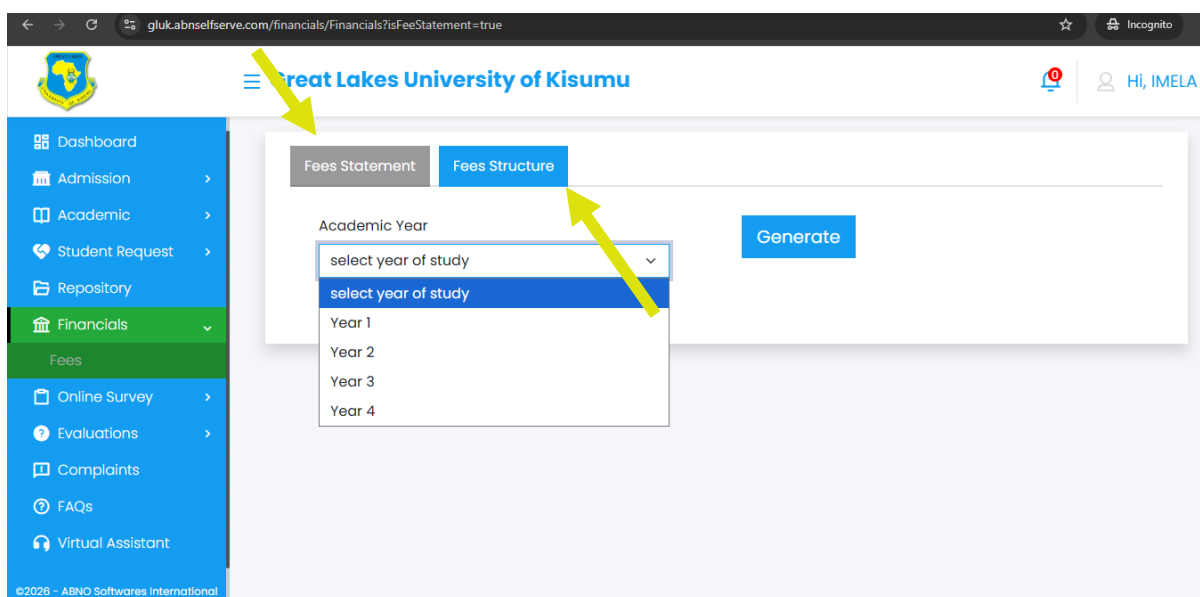 gluk.abnselfserve.com/financials/Financials?isFeeStatement=true
Incognito
Great Lakes University of Kisumu
0
Hi, IMELA
Dashboard
Admission
Academic
Student Request
Repository
Financials
Fees
Online Survey
Evaluations
Complaints
FAQs
Virtual Assistant
©2026 - ABNO Softwares International
Fees Statement
Fees Structure
Academic Year
select year of study
Generate
select year of study
Year 1
Year 2
Year 3
Year 4